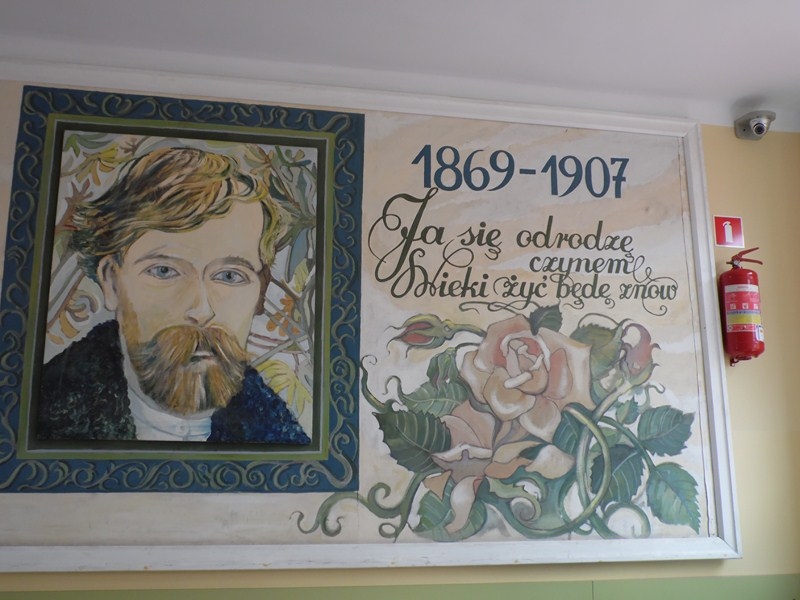 1869-1907
Ja się odrodzę
czynem
Wieki żyć będę znów